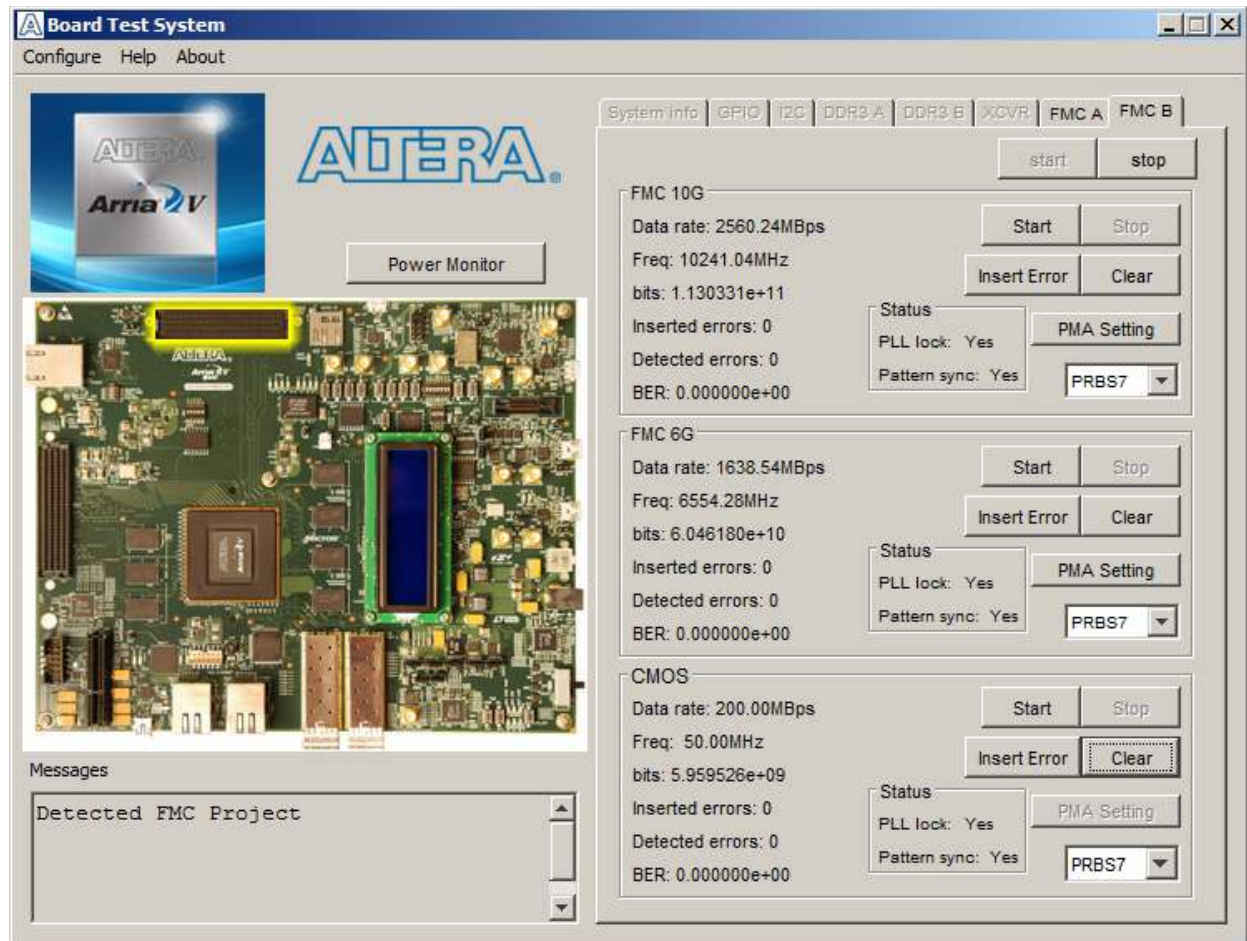 Board Test System
Configure Help About
ALTERA
Arria V
ALTERA
Power Monitor
ALTERA
Messages
Detected FMC Project
System info GPIO I2C DDR3 A DDR3 B XCVR FMC A FMC B
start stop
FMC 10G
Data rate: 2560.24MBps
Start Stop
Freq: 10241.04MHz
Insert Error Clear
bits: 1.130331e+11
Inserted errors: 0
Status
PLL lock: Yes
PMA Setting
Detected errors: 0
Pattern sync: Yes
PRBS7
BER: 0.000000e+00
FMC 6G
Data rate: 1638.54MBps
Start Stop
Freq: 6554.28MHz
Insert Error Clear
bits: 6.046180e+10
Inserted errors: 0
Status
PLL lock: Yes
PMA Setting
Detected errors: 0
Pattern sync: Yes
PRBS7
BER: 0.000000e+00
CMOS
Data rate: 200.00MBps
Start Stop
Freq: 50.00MHz
Insert Error Clear
bits: 5.959526e+09
Inserted errors: 0
Status
PLL lock: Yes
PMA Setting
Detected errors: 0
Pattern sync: Yes
PRBS7
BER: 0.000000e+00